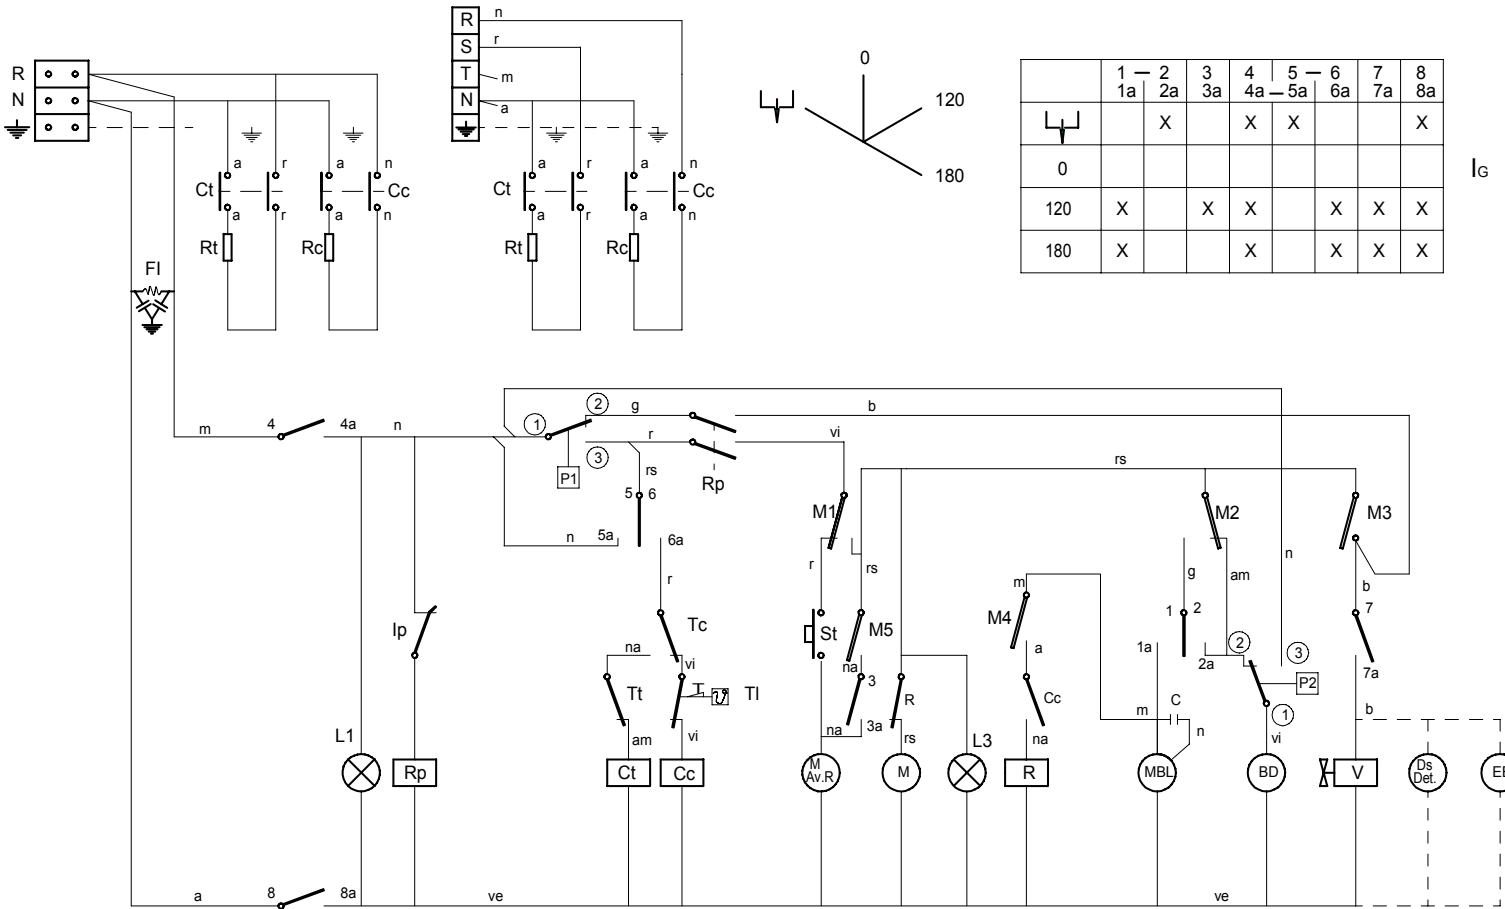 R
N
Ct
a
r
a
n
Cc
a
r
a
n
Rt
Rc
FI
R
S
T
N
n
r
m
a
Ct
a
r
a
n
Cc
a
r
a
n
Rt
Rc
0
120
180
1 — 2 3 4 5 — 6 7 8
1a 2a 3a 4a — 5a 6a 7a 8a
X X X X
0
120 X X X X X X
180 X X X X X
IG
m
4
4a
n
1
2
g
b
3
r
vi
P1
rs
Rp
rs
5 6
n
5a
6a
r
M1
M2
M3
n
r
rs
g
am
m
b
Ip
Tc
St
M5
M4
a
1 2
7
na
vi
na
1a
2a
2
3
7a
Tt
Tl
3
R
Cc
P2
m
C
n
1
b
am
vi
na
3a
rs
na
vi
L1
Rp
Ct
Cc
M
Av.R
M
L3
R
MBL
BD
V
Ds
Det.
a
8
8a
ve
ve